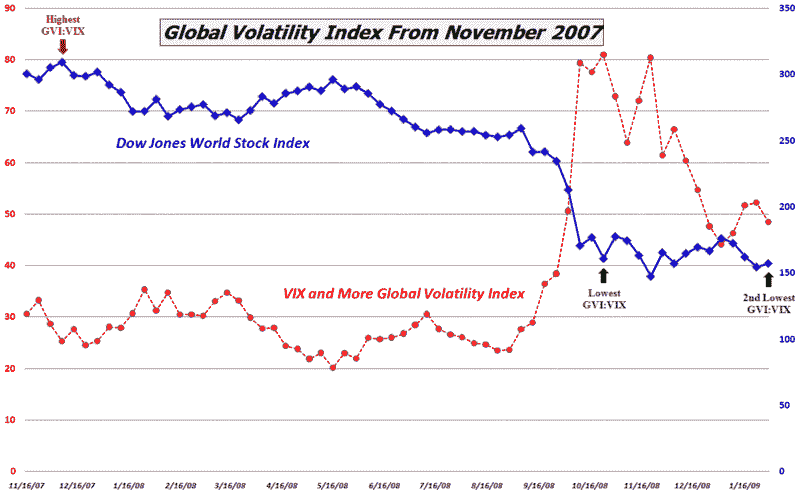 Global Volatility Index From November 2007
Highest
GVI:VIX
90
80
70
60
50
40
30
20
10
0
350
300
250
200
150
100
50
0
Dow Jones World Stock Index
VIX and More Global Volatility Index
Lowest
GVI:VIX
2nd Lowest
GVI:VIX
11/16/07 12/16/07 1/16/08 2/16/08 3/16/08 4/16/08 5/16/08 6/16/08 7/16/08 8/16/08 9/16/08 10/16/08 11/16/08 12/16/08 1/16/09